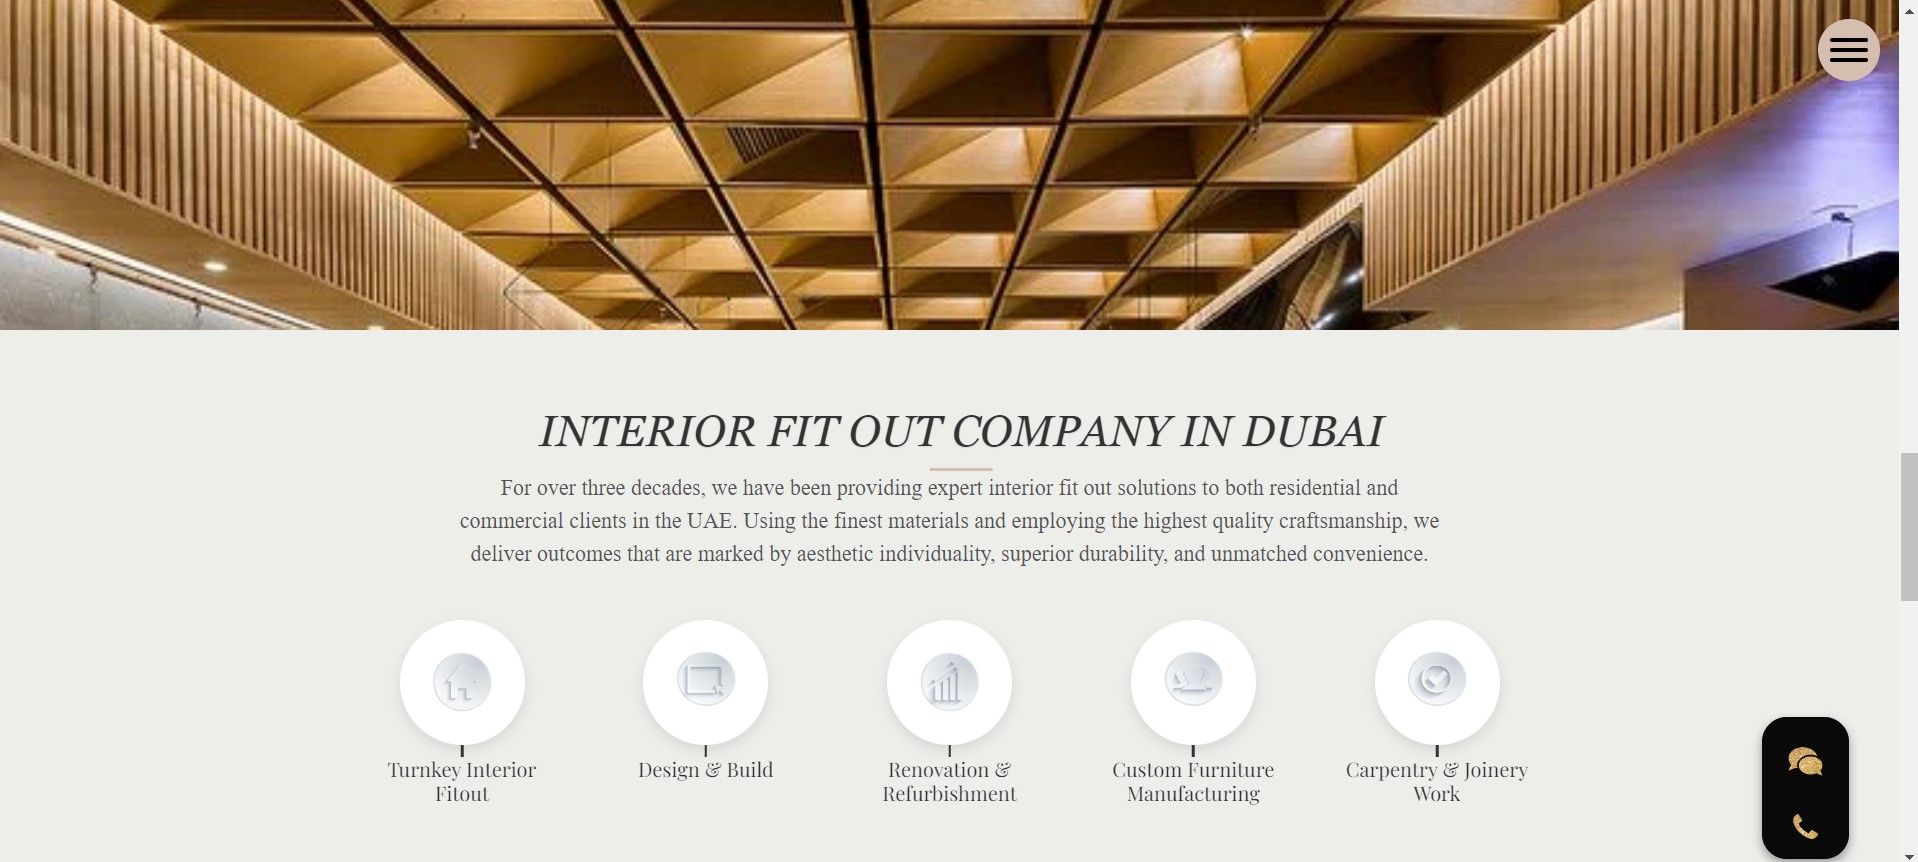 INTERIOR FIT OUT COMPANY IN DUBAI
For over three decades, we have been providing expert interior fit out solutions to both residential and
commercial clients in the UAE. Using the finest materials and employing the highest quality craftsmanship, we
deliver outcomes that are marked by aesthetic individuality, superior durability, and unmatched convenience.
Turnkey Interior
Fitout
Design & Build
Renovation &
Refurbishment
Custom Furniture
Manufacturing
Carpentry & Joinery
Work